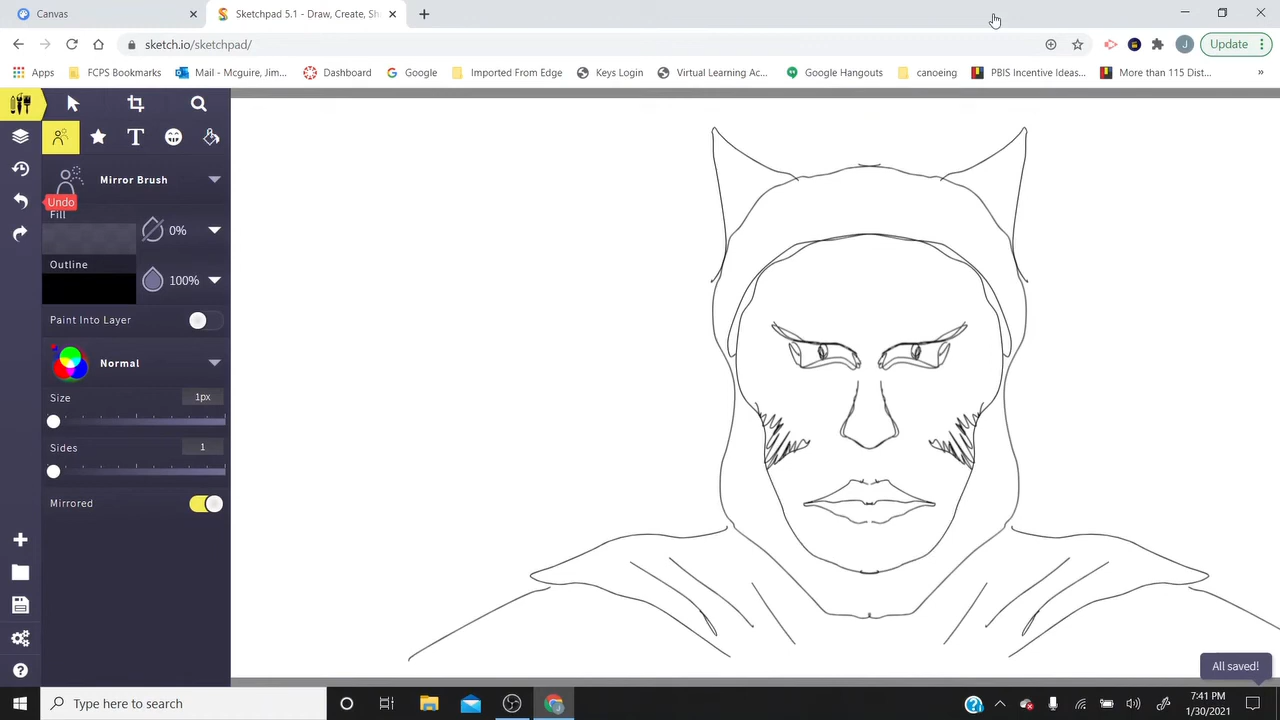 Canvas
Sketchpad 5.1 - Draw, Create, Sh
sketch.io/sketchpad/
J
Update
Apps
FCPS Bookmarks
Mail - Mcguire, Jim...
Dashboard
Google
Imported From Edge
Keys Login
Virtual Learning Ac...
Google Hangouts
canoeing
PBIS Incentive Ideas...
More than 115 Dist...
»
T
Mirror Brush
Undo
Fill
0%
Outline
100%
Paint Into Layer
Normal
Size
1px
Sides
1
Mirrored
All saved!
Type here to search
7:41 PM
1/30/2021